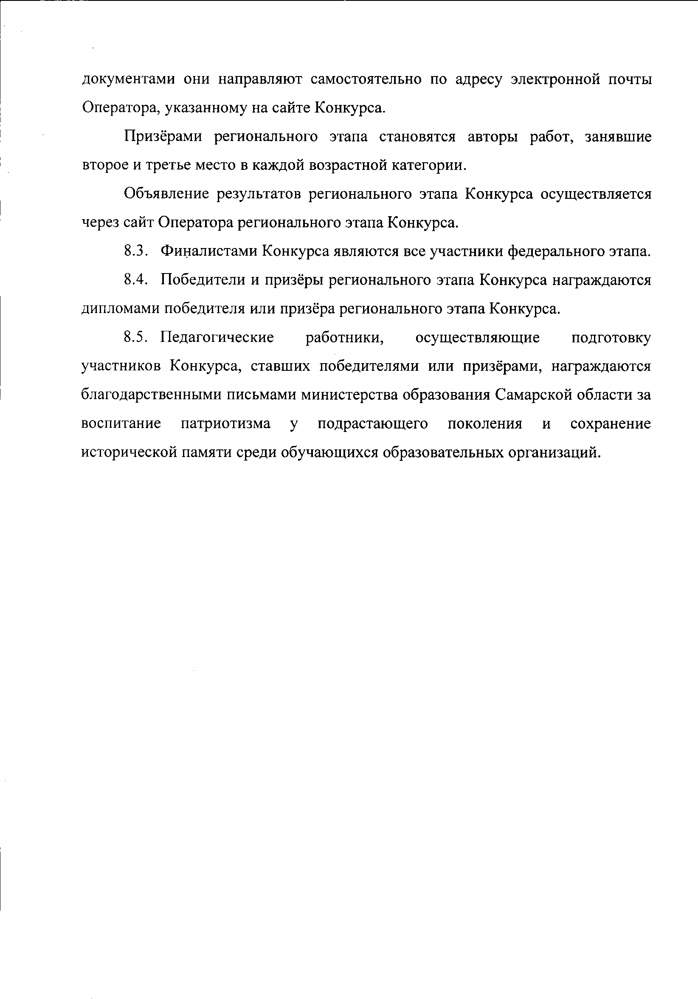 документами они направляют самостоятельно по адресу электронной почты
Оператора, указанному на сайте Конкурса.
Призёрами регионального этапа становятся авторы работ, занявшие
второе и третье место в каждой возрастной категории.
Объявление результатов регионального этапа Конкурса осуществляется
через сайт Оператора регионального этапа Конкурса.
8.3. Финалистами Конкурса являются все участники федерального этапа.
8.4. Победители и призёры регионального этапа Конкурса награждаются
дипломами победителя или призёра регионального этапа Конкурса.
8.5. Педагогические работники, осуществляющие подготовку
участников Конкурса, ставших победителями или призёрами, награждаются
благодарственными письмами министерства образования Самарской области за
воспитание патриотизма у подрастающего поколения и сохранение
исторической памяти среди обучающихся образовательных организаций.